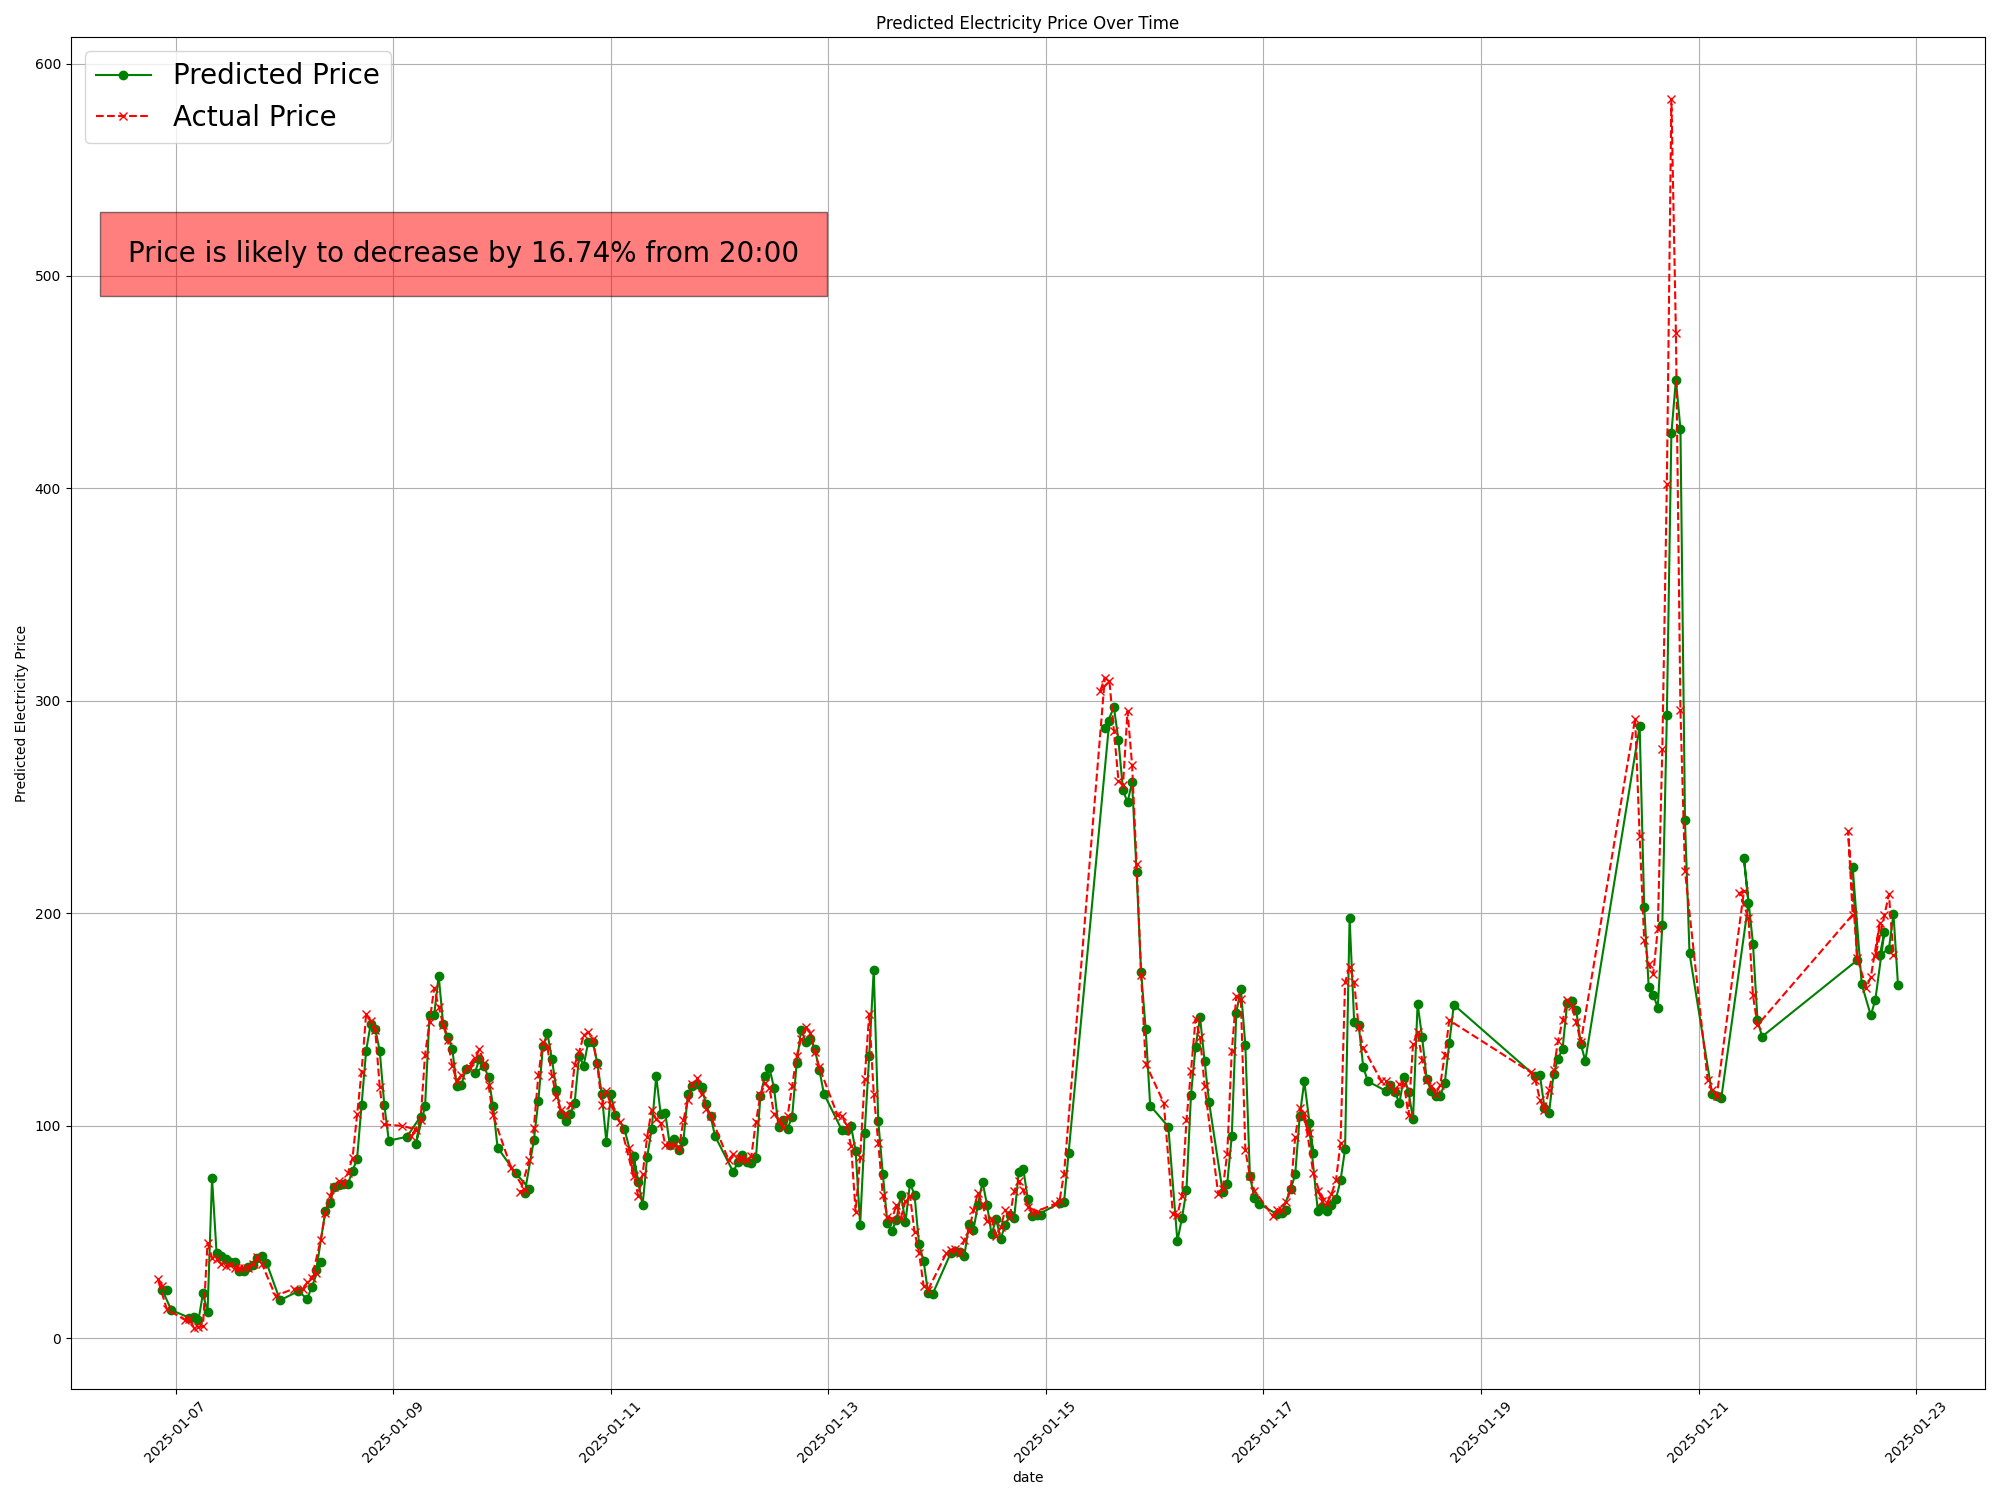 Predicted Electricity Price Over Time
Predicted Price
Actual Price
Price is likely to decrease by 16.74% from 20:00
Predicted Electricity Price
600
500
400
300
200
100
0
2025-01-07
2025-01-09
2025-01-11
2025-01-13
2025-01-15
2025-01-17
2025-01-19
2025-01-21
2025-01-23
date